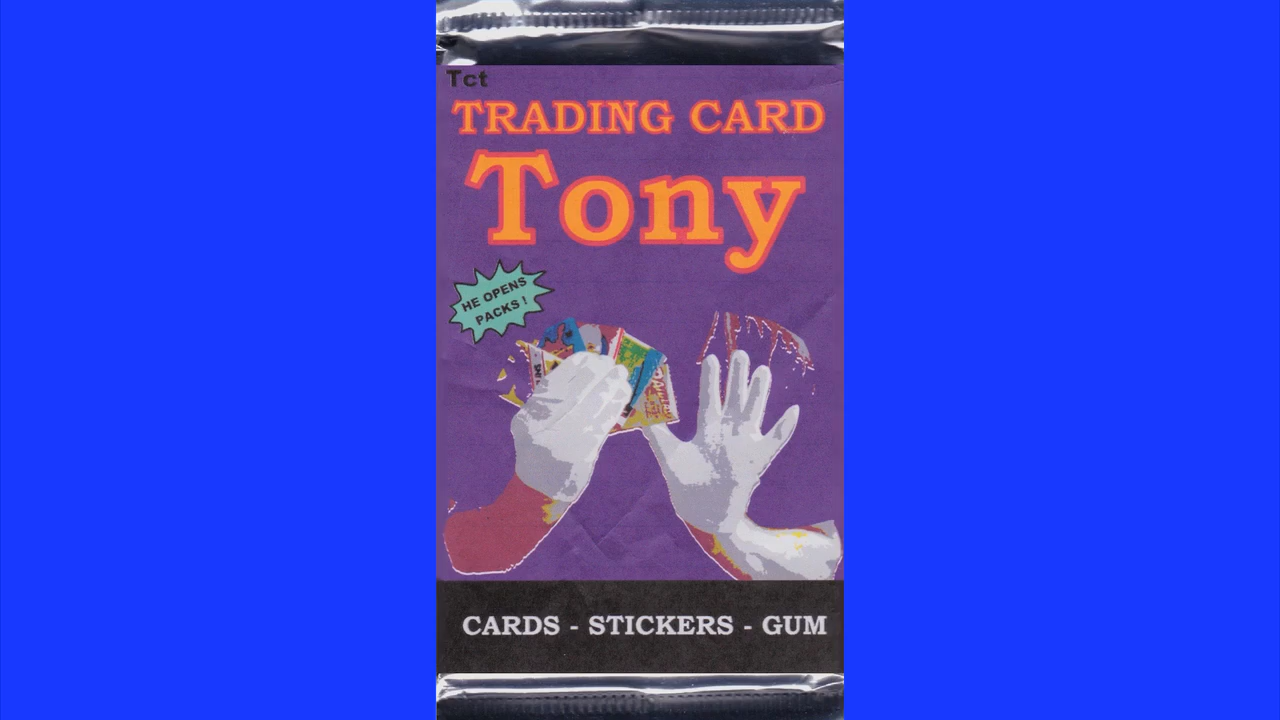 Tct
TRADING CARD
Tony
HE OPENS
PACKS!
CARDS - STICKERS - GUM